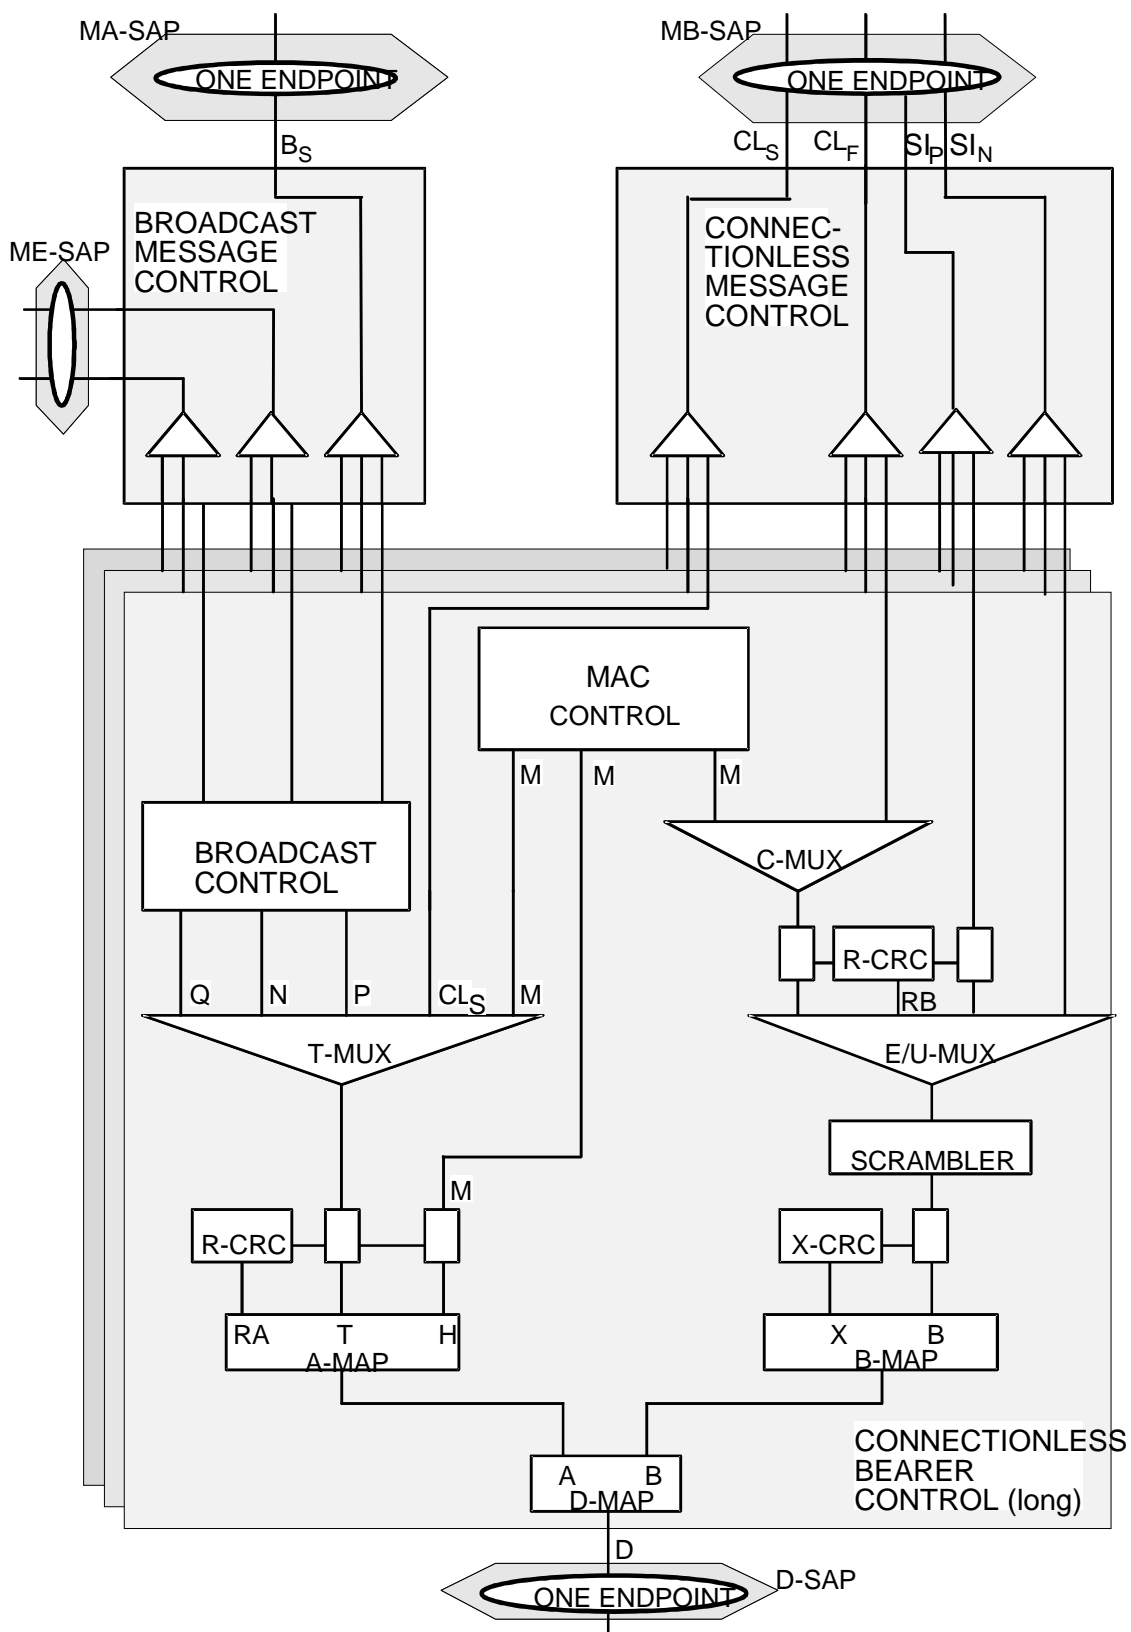 MA-SAP
MB-SAP
ONE ENDPOINT
ONE ENDPOINT
BS
CLS
CLF
SIP
SIN
BROADCAST
MESSAGE
CONTROL
ME-SAP
CONNEC-
TIONLESS
MESSAGE
CONTROL
MAC
CONTROL
M
M
M
BROADCAST
CONTROL
C-MUX
R-CRC
Q
N
P
CLS
M
RB
T-MUX
E/U-MUX
SCRAMBLER
M
R-CRC
X-CRC
RA
T
H
A-MAP
X
B
B-MAP
CONNECTIONLESS
BEARER
CONTROL (long)
A
B
D-MAP
D
D-SAP
ONE ENDPOINT